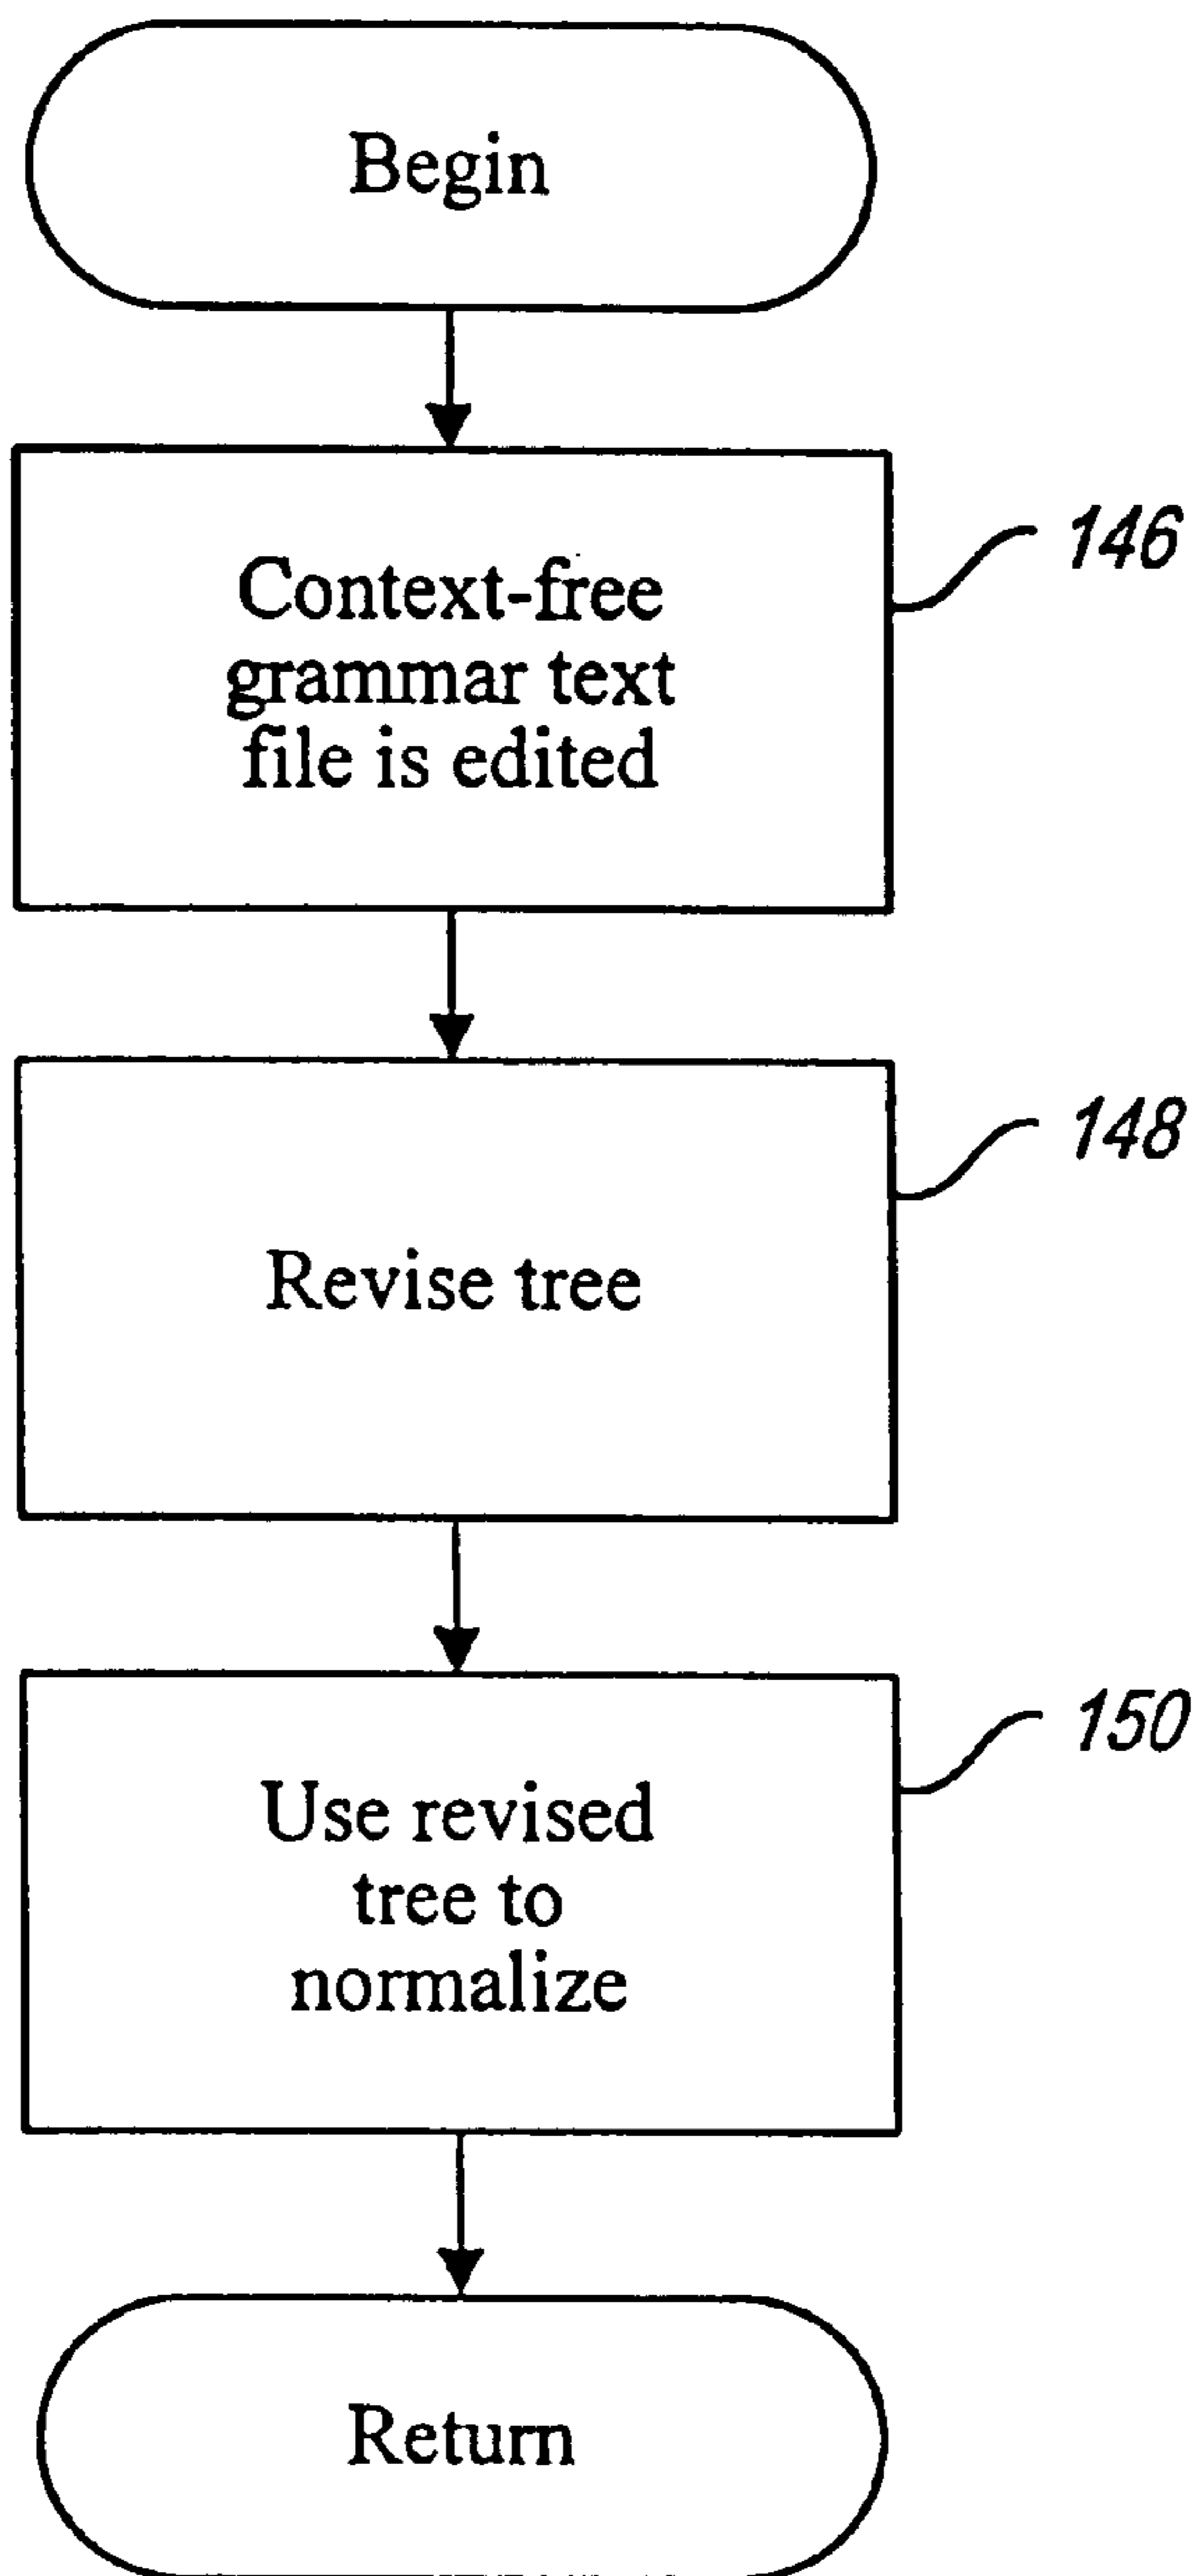 Begin
Context-free
grammar text
file is edited
146
Revise tree
148
Use revised
tree to
normalize
150
Return